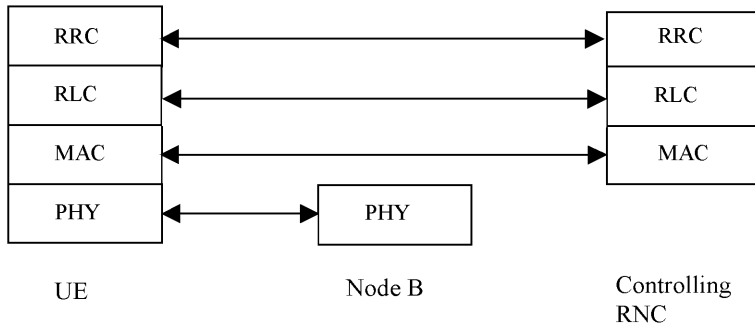 RRC RRC
RLC RLC
MAC MAC
PHY PHY
UE Node B Controlling
RNC